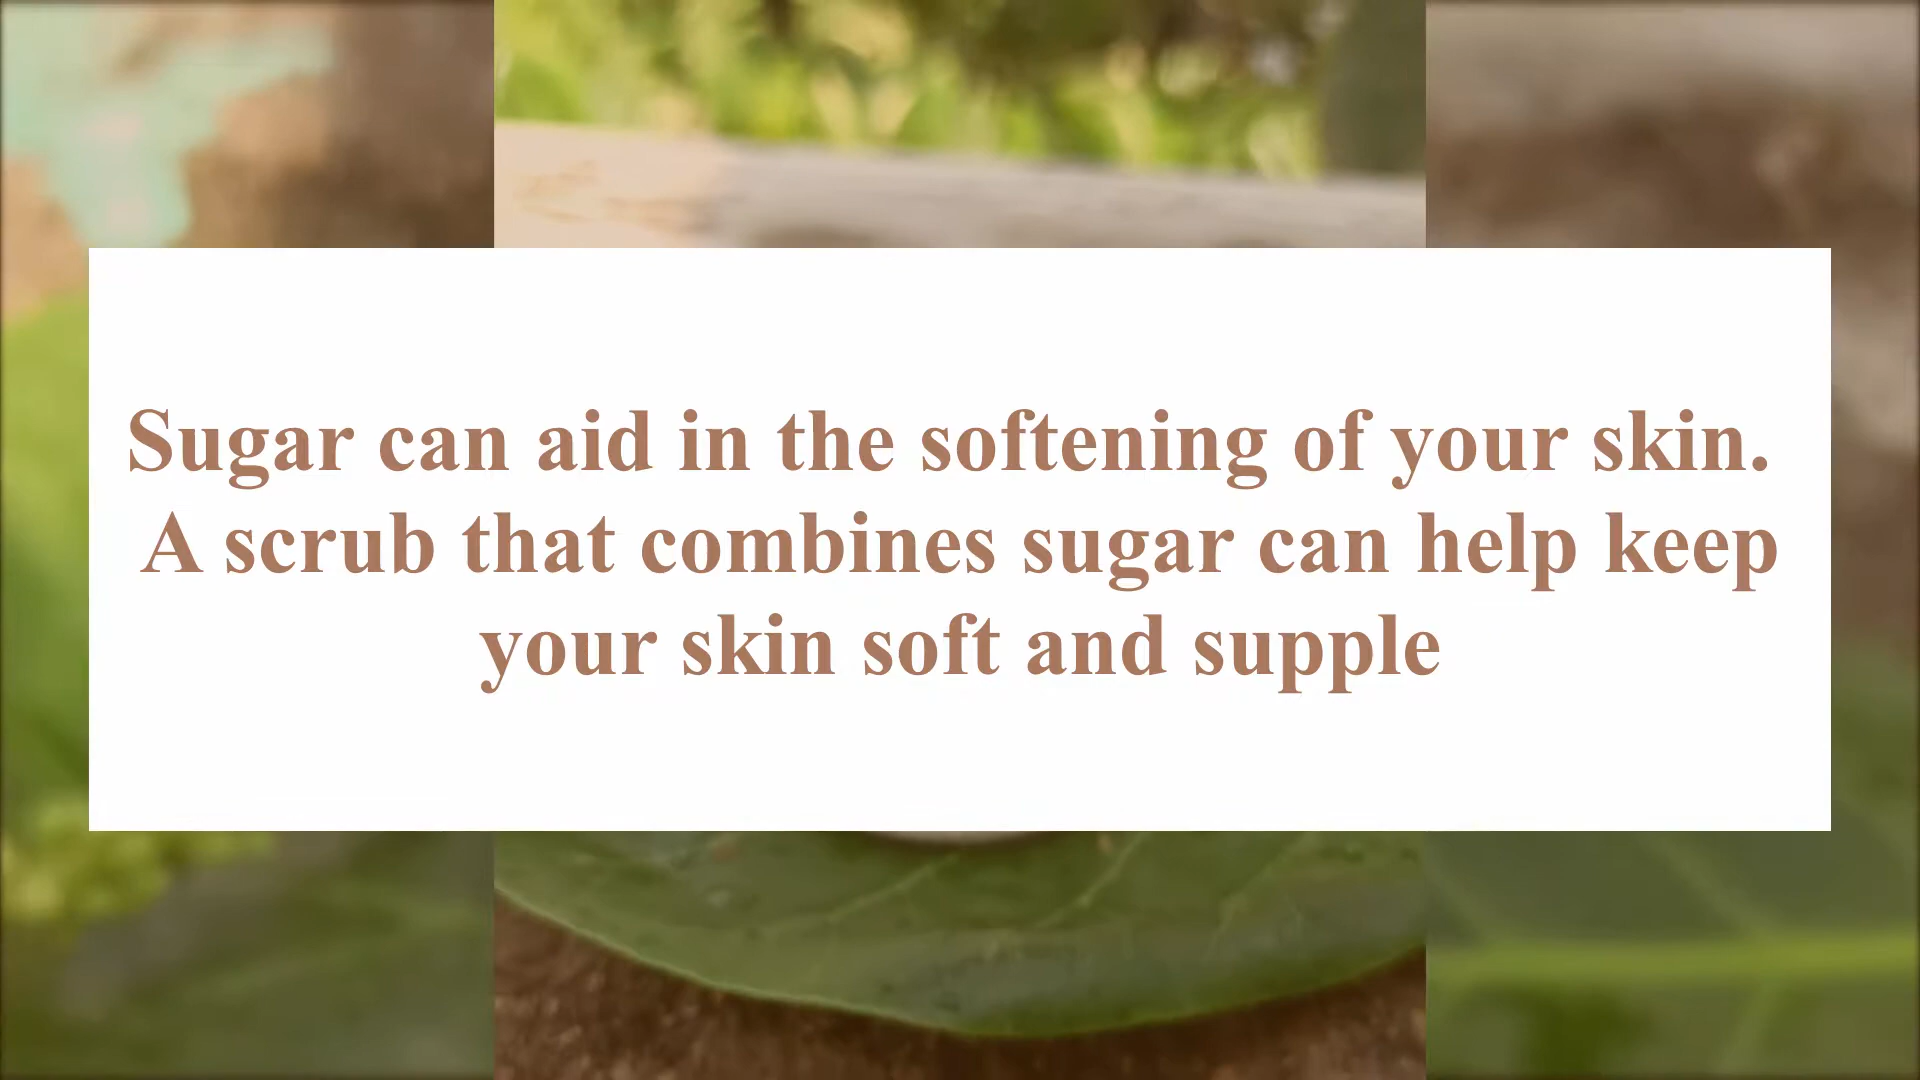 Sugar can aid in the softening of your skin.
A scrub that combines sugar can help keep
your skin soft and supple